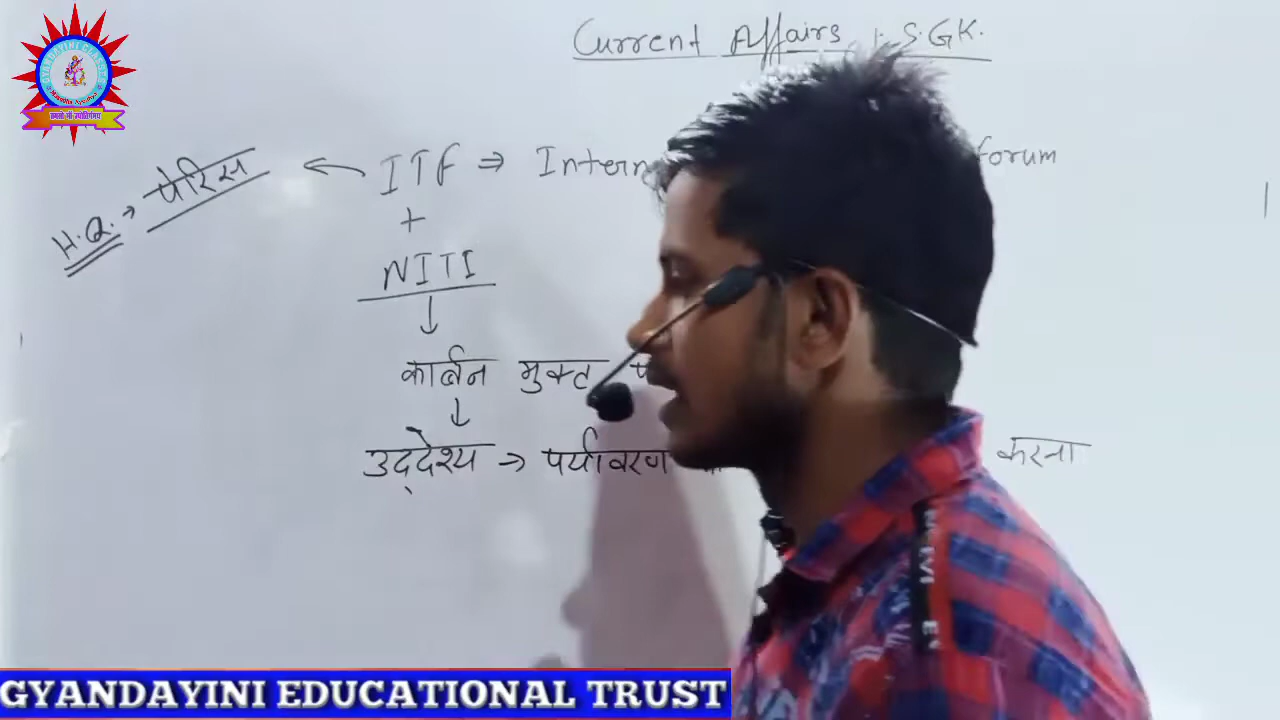 Current Affairs, S.GK.
H.Q. → पेरिस ← ITF ⇒ Intern forum
+
NITI
↓
कार्बन मुक्त
↓
उद्देश्य → पर्यावरण करना
GYANDAYINI EDUCATIONAL TRUST